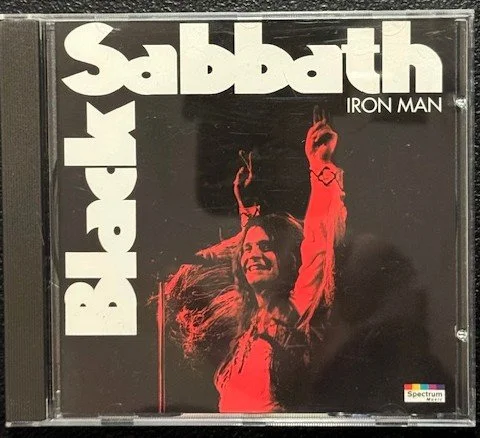 Black
Sabbath
IRON MAN
Spectrum
Music